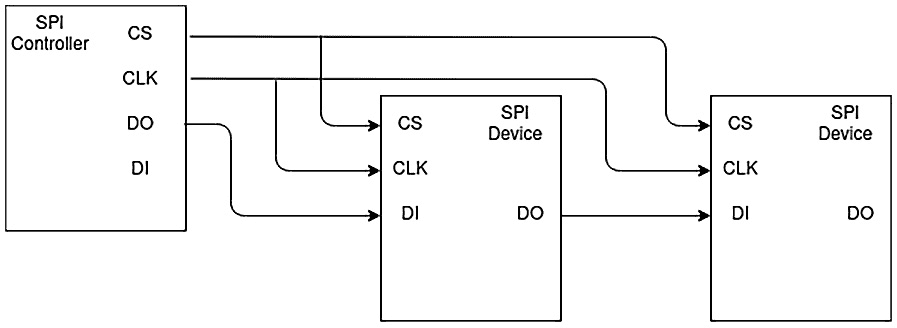 SPI
Controller
CS
CLK
DO
DI
SPI
Device
CS
CLK
DI
DO
SPI
Device
CS
CLK
DI
DO